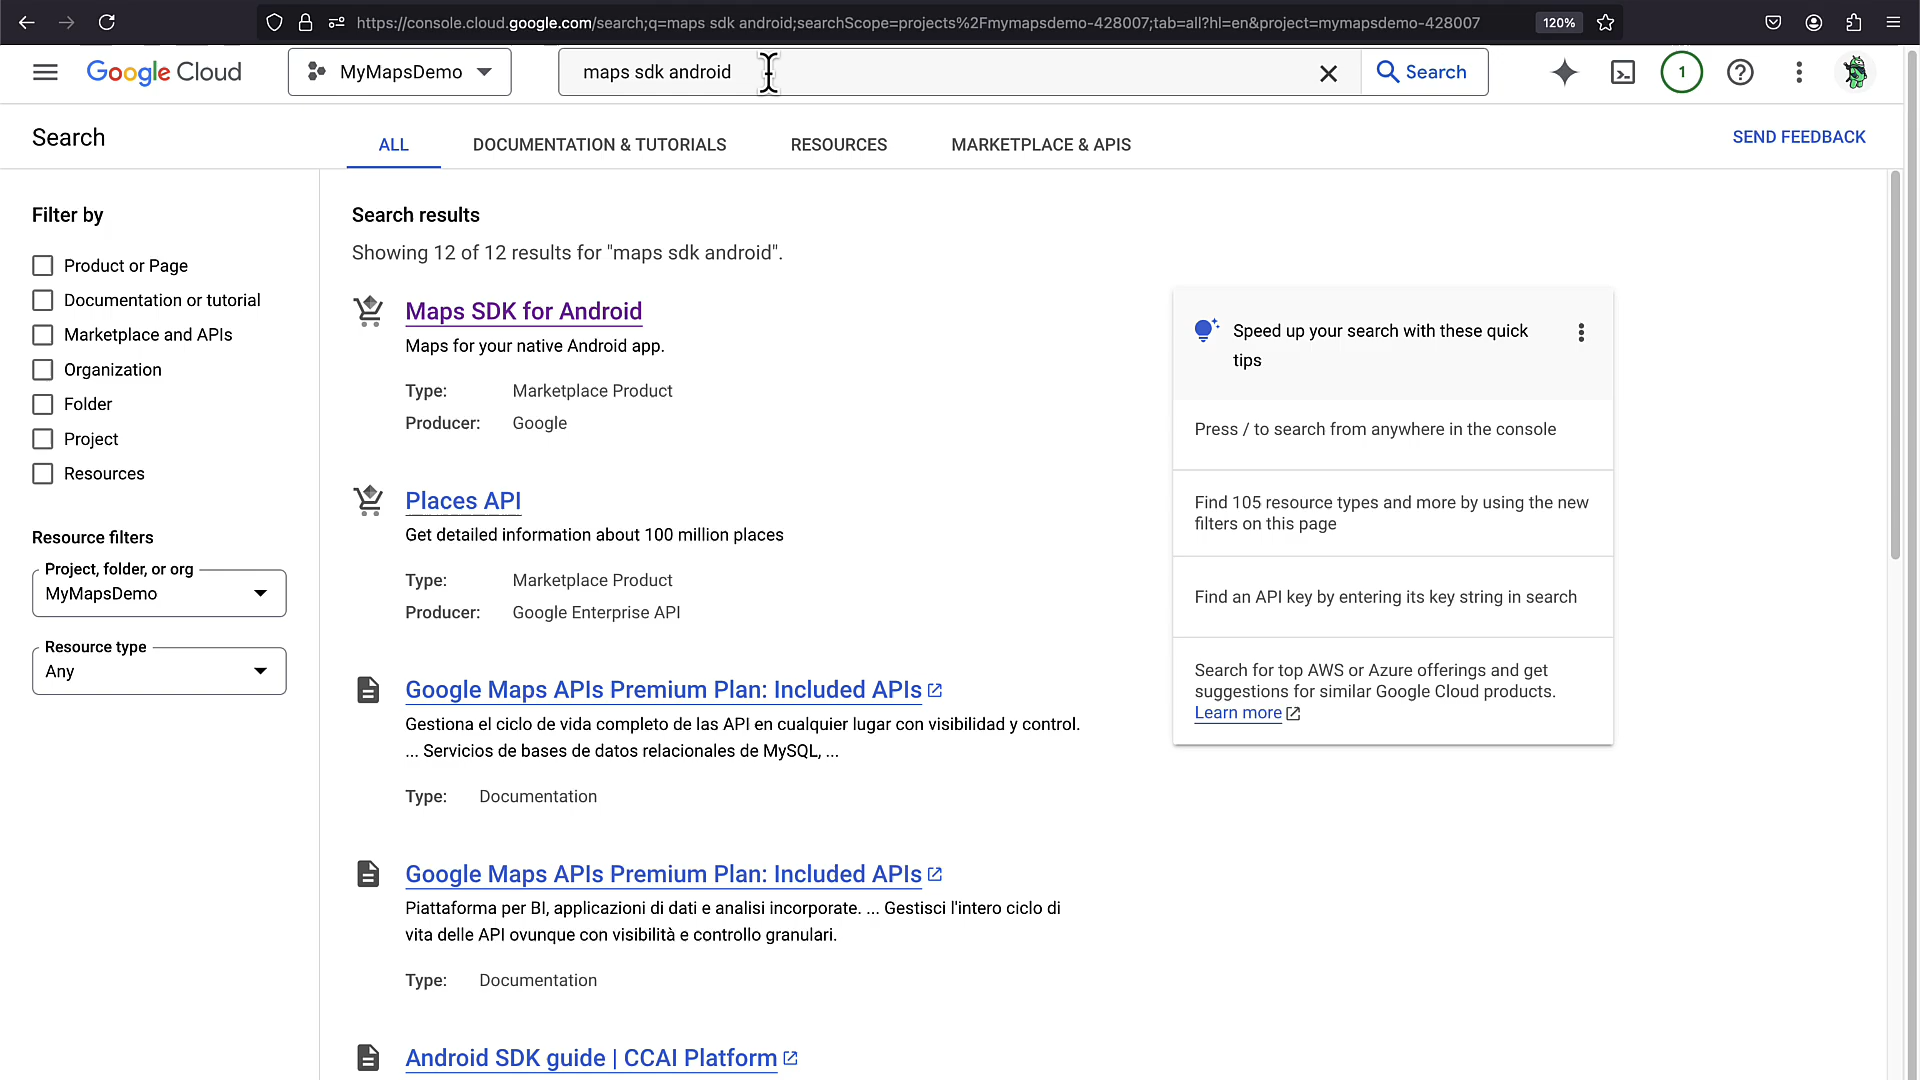 https://console.cloud.google.com/search;q=maps sdk android;searchScope=projects%2Fmymapsdemo-428007;tab=all?hl=en&project=mymapsdemo-428007
120%
Google Cloud
MyMapsDemo
maps sdk android
Search
1
Search
ALL
DOCUMENTATION & TUTORIALS
RESOURCES
MARKETPLACE & APIS
SEND FEEDBACK
Filter by
Product or Page
Documentation or tutorial
Marketplace and APIs
Organization
Folder
Project
Resources
Resource filters
Project, folder, or org
MyMapsDemo
Resource type
Any
Search results
Showing 12 of 12 results for "maps sdk android".
Maps SDK for Android
Maps for your native Android app.
Type: Marketplace Product
Producer: Google
Places API
Get detailed information about 100 million places
Type: Marketplace Product
Producer: Google Enterprise API
Google Maps APIs Premium Plan: Included APIs
Gestiona el ciclo de vida completo de las API en cualquier lugar con visibilidad y control.
... Servicios de bases de datos relacionales de MySQL, ...
Type: Documentation
Google Maps APIs Premium Plan: Included APIs
Piattaforma per BI, applicazioni di dati e analisi incorporate. ... Gestisci l'intero ciclo di
vita delle API ovunque con visibilità e controllo granulari.
Type: Documentation
Android SDK guide | CCAI Platform
Speed up your search with these quick
tips
Press / to search from anywhere in the console
Find 105 resource types and more by using the new
filters on this page
Find an API key by entering its key string in search
Search for top AWS or Azure offerings and get
suggestions for similar Google Cloud products.
Learn more